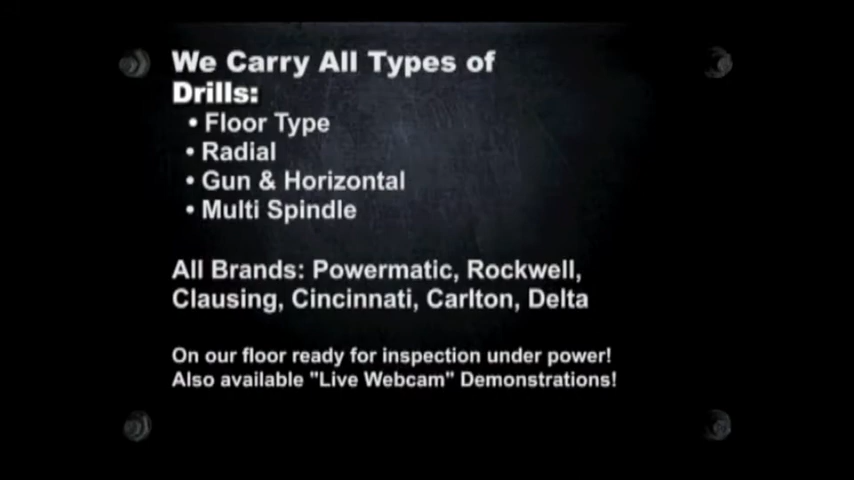 We Carry All Types of
Drills:
• Floor Type
• Radial
• Gun & Horizontal
• Multi Spindle
All Brands: Powermatic, Rockwell,
Clausing, Cincinnati, Carlton, Delta
On our floor ready for inspection under power!
Also available "Live Webcam" Demonstrations!